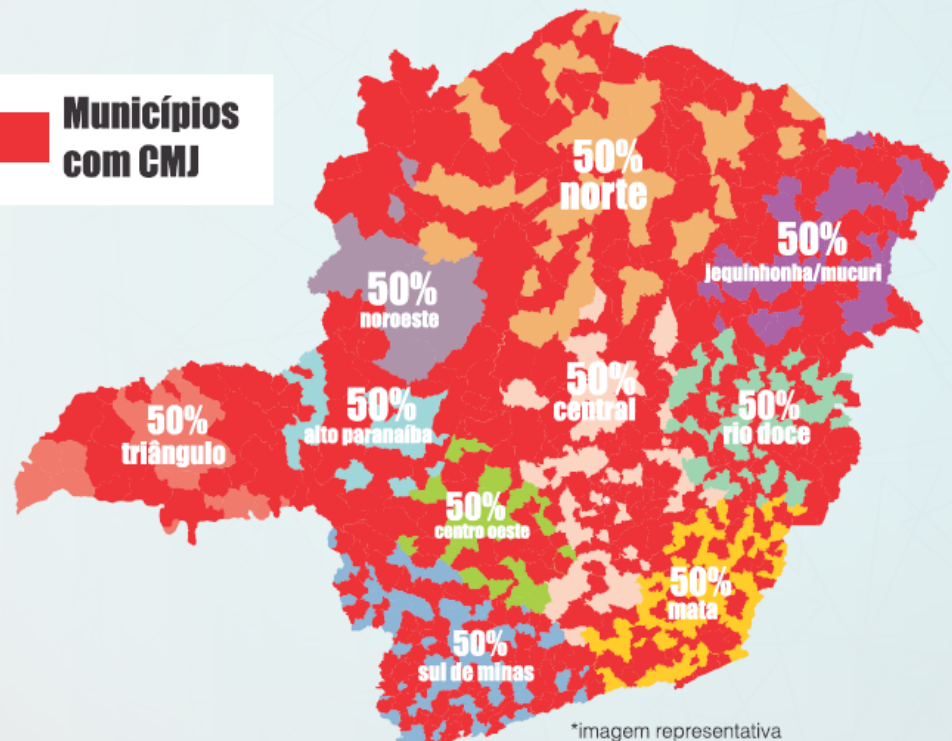 Municípios
com CMJ
50%
norte
50%
jequinhonha/mucuri
50%
noroeste
50%
central
50%
alto paranaíba
50%
rio doce
50%
triângulo
50%
centro oeste
50%
mata
50%
sul de minas
*imagem representativa